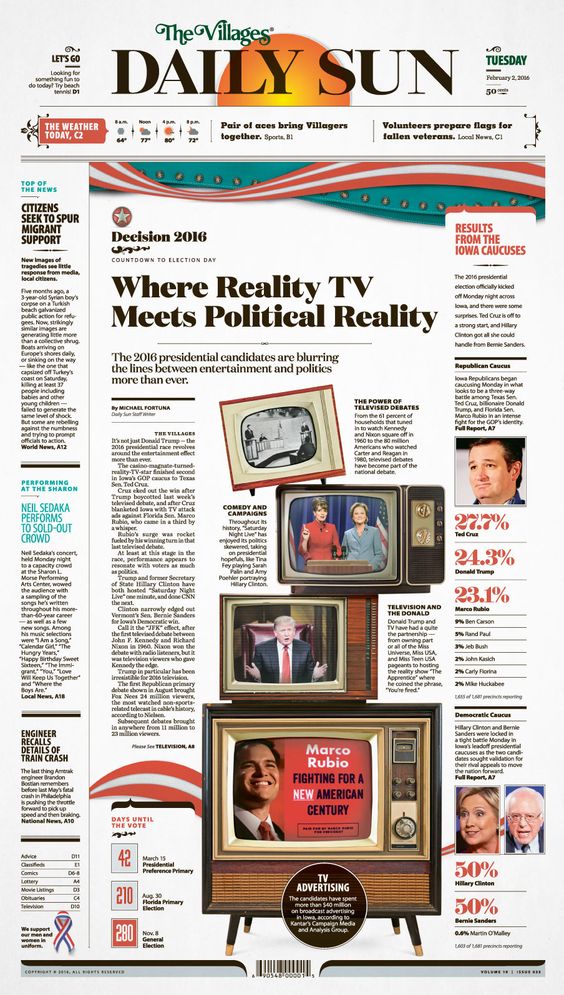 The Villages®
DAILY SUN
LET'S GO
Looking for
something fun to
do today? Try beach
tennis! D1
TUESDAY
February 2, 2016
50 cents
THE WEATHER
TODAY, C2
8 a.m.
Noon
4 p.m.
8 p.m.
64°
77°
80°
72°
Pair of aces bring Villagers
together. Sports, B1
Volunteers prepare flags for
fallen veterans. Local News, C1
TOP OF
THE NEWS
CITIZENS
SEEK TO SPUR
MIGRANT
SUPPORT
New images of
tragedies see little
response from media,
local citizens.
Five months ago, a
3-year-old Syrian boy's
corpse on a Turkish
beach galvanized
public action for refu-
gees. Now, strikingly
similar images are
generating little more
than a collective shrug.
Boats arriving on
Europe's shores daily,
or sinking on the way
— like the one that
capsized off Turkey's
coast on Saturday,
killing at least 37
people including
babies and other
young children —
failed to generate the
same level of shock.
But some are rebelling
against the numbness
and trying to prompt
officials to action.
World News, A12
PERFORMING
AT THE SHARON
NEIL SEDAKA
PERFORMS
TO SOLD-OUT
CROWD
Neil Sedaka's concert,
held Monday night
to a capacity crowd
at the Sharon L.
Morse Performing
Arts Center, wowed the
audience with
a sampling of the
songs he's written
throughout his more-
than-60-year career
— as well as a few
new songs. Among
his music selections
were "I Am a Song,"
"Calendar Girl," "The
Hungry Years,"
"Happy Birthday Sweet
Sixteen," "The Immi-
grant," "You," "Love
Will Keep Us Together"
and "Where the
Boys Are."
Local News, A18
ENGINEER
RECALLS
DETAILS OF
TRAIN CRASH
The last thing Amtrak
engineer Brandon
Bostian remembers
before last May's fatal
crash in Philadelphia
is pushing the throttle
forward to pick up
speed and then braking.
National News, A10
Advice D11
Classifieds E1
Comics D6-8
Lottery A4
Movie Listings D3
Obituaries C4
Television D10
We support
our men and
women in
uniform.
Decision 2016
COUNTDOWN TO ELECTION DAY
Where Reality TV
Meets Political Reality
The 2016 presidential candidates are blurring
the lines between entertainment and politics
more than ever.
By MICHAEL FORTUNA
Daily Sun Staff Writer
THE VILLAGES
It's not just Donald Trump — the
2016 presidential race revolves
around the entertainment effect
more than ever.
The casino-magnate-turned-
reality-TV-star finished second
in Iowa's GOP caucus to Texas
Sen. Ted Cruz.
Cruz eked out the win after
Trump boycotted last week's
televised debate, and after Cruz
blanketed Iowa with TV attack
ads against Florida Sen. Marco
Rubio, who came in a third by
a whisper.
Rubio's surge was rocket
fueled by his winning turn in that
last televised debate.
At least at this stage in the
race, performance appears to
resonate with voters as much
as politics.
Trump and former Secretary
of State Hillary Clinton have
both hosted "Saturday Night
Live" one minute, and done CNN
the next.
Clinton narrowly edged out
Vermont's Sen. Bernie Sanders
for Iowa's Democratic win.
Call it the "JFK" effect, after
the first televised debate between
John F. Kennedy and Richard
Nixon in 1960. Nixon won the
debate with radio listeners, but it
was television viewers who gave
Kennedy the edge.
Trump in particular has been
irresistible for 2016 television.
The first Republican primary
debate shown in August brought
Fox News 24 million viewers,
the most watched non-sports-
related telecast in cable's history,
according to Nielsen.
Subsequent debates brought
in anywhere from 11 million to
23 million viewers.
Please See TELEVISION, A8
THE POWER OF
TELEVISED DEBATES
From the 61 percent
of households that
tuned in to watch Kennedy
and Nixon square off in
1960 to the 80 million
Americans who watched
Carter and Reagan in
1980, televised debates
have become part of the
national debate.
COMEDY AND
CAMPAIGNS
Throughout its
history, "Saturday
Night Live" has
enjoyed its politics
skewered, taking
on presidential
hopefuls, like Tina
Fey playing Sarah
Palin and Amy
Poehler portraying
Hillary Clinton.
TELEVISION AND
THE DONALD
Donald Trump and
TV have had a quite
the partnership —
from owning part
or all of the Miss
Universe, Miss USA,
and Miss Teen USA
pageants to hosting
the reality show "The
Apprentice" where
he coined the phrase,
"You're fired."
Marco
Rubio
FIGHTING FOR A
NEW AMERICAN
CENTURY
PAID FOR BY MARCO RUBIO
FOR PRESIDENT
TV
ADVERTISING
The candidates have spent
more than $40 million
on broadcast advertising
in Iowa, according to
Kantar's Campaign Media
and Analysis Group.
DAYS UNTIL
THE VOTE
42
March 15
Presidential
Preference Primary
210
Aug. 30
Florida Primary
Election
280
Nov. 8
General
Election
RESULTS
FROM THE
IOWA CAUCUSES
The 2016 presidential
election officially kicked
off Monday night across
Iowa, and there were some
surprises. Ted Cruz is off to
a strong start, and Hillary
Clinton got all she could
handle from Bernie Sanders.
Republican Caucus
Iowa Republicans began
caucusing Monday in what
looks to be a three-way
battle among Texas Sen.
Ted Cruz, billionaire Donald
Trump, and Florida Sen.
Marco Rubio in an intense
fight for the GOP's identity.
Full Report, A7
27.7%
Ted Cruz
24.3%
Donald Trump
23.1%
Marco Rubio
9% Ben Carson
5% Rand Paul
3% Jeb Bush
2% John Kasich
2% Carly Fiorina
2% Mike Huckabee
1,655 of 1,681 precincts reporting
Democratic Caucus
Hillary Clinton and Bernie
Sanders were locked in
a tight battle Monday in
Iowa's leadoff presidential
caucuses as the two candi-
dates sought validation for
their rival appeals to move
the nation forward.
Full Report, A7
50%
Hillary Clinton
50%
Bernie Sanders
0.6% Martin O'Malley
1,603 of 1,681 precincts reporting
COPYRIGHT © 2016, ALL RIGHTS RESERVED
6 90548 00001 5
VOLUME 19 | ISSUE 033